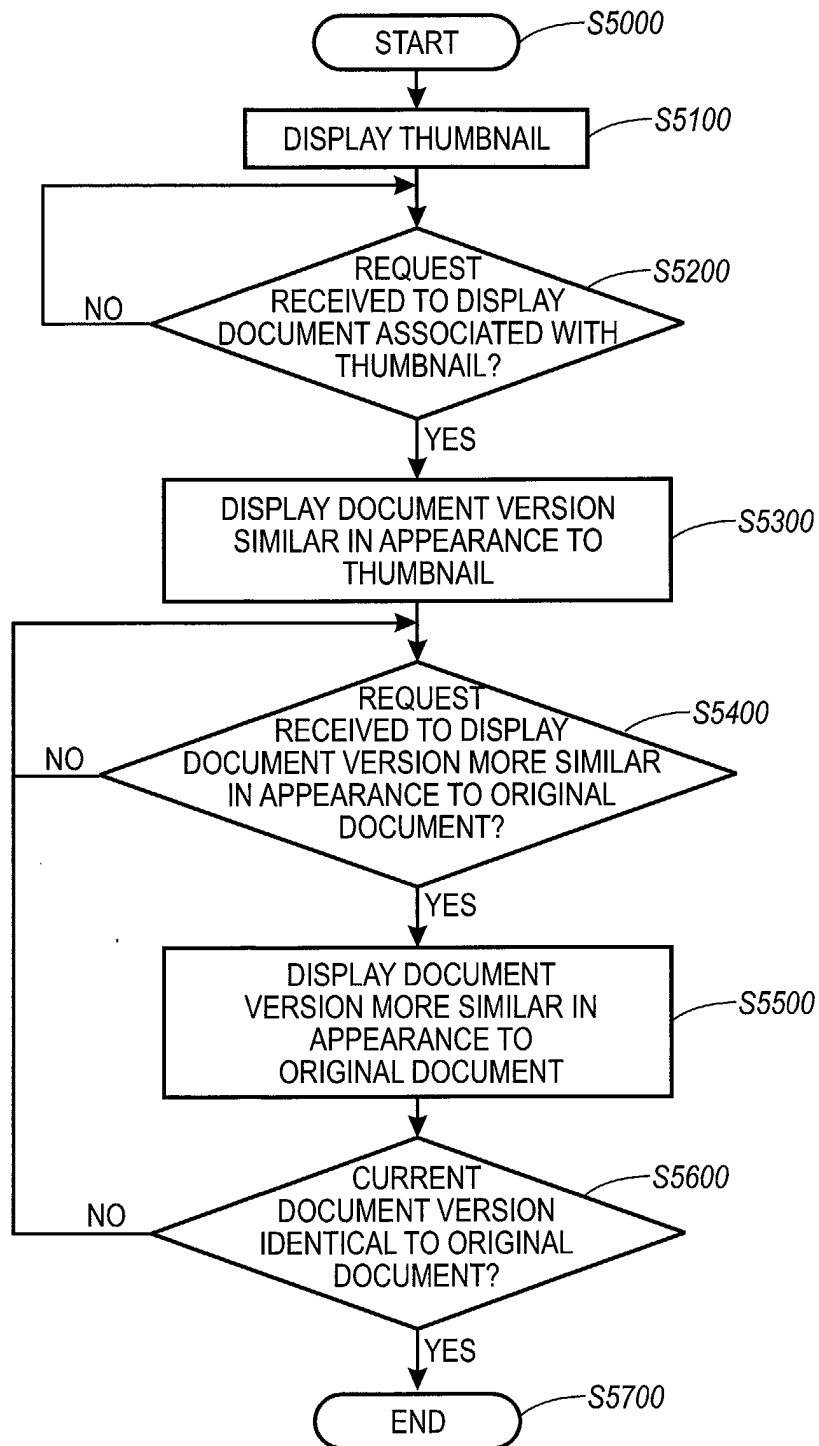 START
S5000
DISPLAY THUMBNAIL
S5100
REQUEST
RECEIVED TO DISPLAY
DOCUMENT ASSOCIATED WITH
THUMBNAIL?
S5200
NO
YES
DISPLAY DOCUMENT VERSION
SIMILAR IN APPEARANCE TO
THUMBNAIL
S5300
REQUEST
RECEIVED TO DISPLAY
DOCUMENT VERSION MORE SIMILAR
IN APPEARANCE TO ORIGINAL
DOCUMENT?
S5400
NO
YES
DISPLAY DOCUMENT
VERSION MORE SIMILAR IN
APPEARANCE TO
ORIGINAL DOCUMENT
S5500
CURRENT
DOCUMENT VERSION
IDENTICAL TO ORIGINAL
DOCUMENT?
S5600
NO
YES
END
S5700